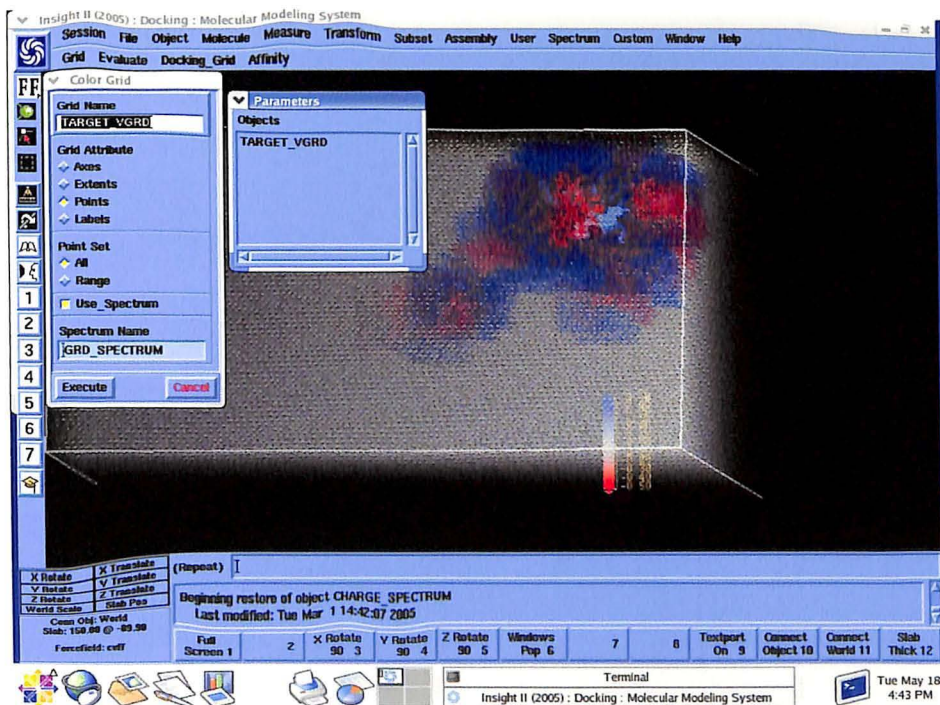 Insight II (2005) : Docking : Molecular Modeling System
Session File Object Molecule Measure Transform Subset Assembly User Spectrum Custom Window Help
Grid Evaluate Docking_Grid Affinity
FF
Color Grid
Grid Name
TARGET_VGRD
Grid Attribute
Axes
Extents
Points
Labels
Point Set
All
Range
Use_Spectrum
Spectrum Name
GRD_SPECTRUM
Execute Cancel
Parameters
Objects
TARGET_VGRD
1
2
3
4
5
6
7
X Rotate X Translate
Y Rotate Y Translate
Z Rotate Z Translate
World Scale Slab Pos
Conn Obj: World
Slab: 150.00 @ -89.90
Forcefield: cvff
(Repeat)
Beginning restore of object CHARGE_SPECTRUM
Last modified: Tue Mar 1 14:42:07 2005
Full Screen 1
2
X Rotate 90 3
Y Rotate 90 4
Z Rotate 90 5
Windows Pop 6
7
8
Textport On 9
Connect Object 10
Connect World 11
Slab Thick 12
Terminal
Insight II (2005) : Docking : Molecular Modeling System
Tue May 18
4:43 PM